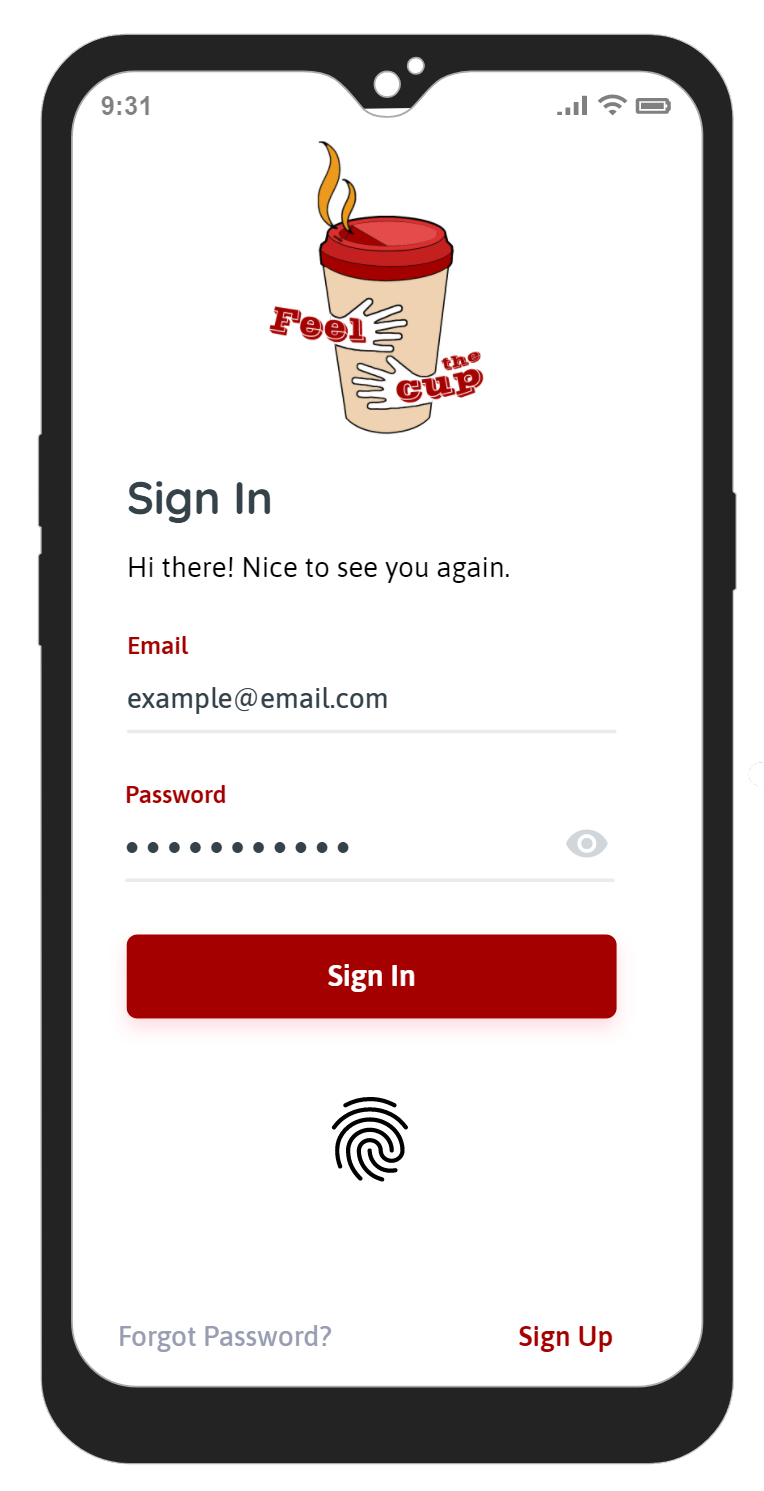 9:31
Feel
the
cup
Sign In
Hi there! Nice to see you again.
Email
example@email.com
Password
•••••••••••
Sign In
Forgot Password?
Sign Up